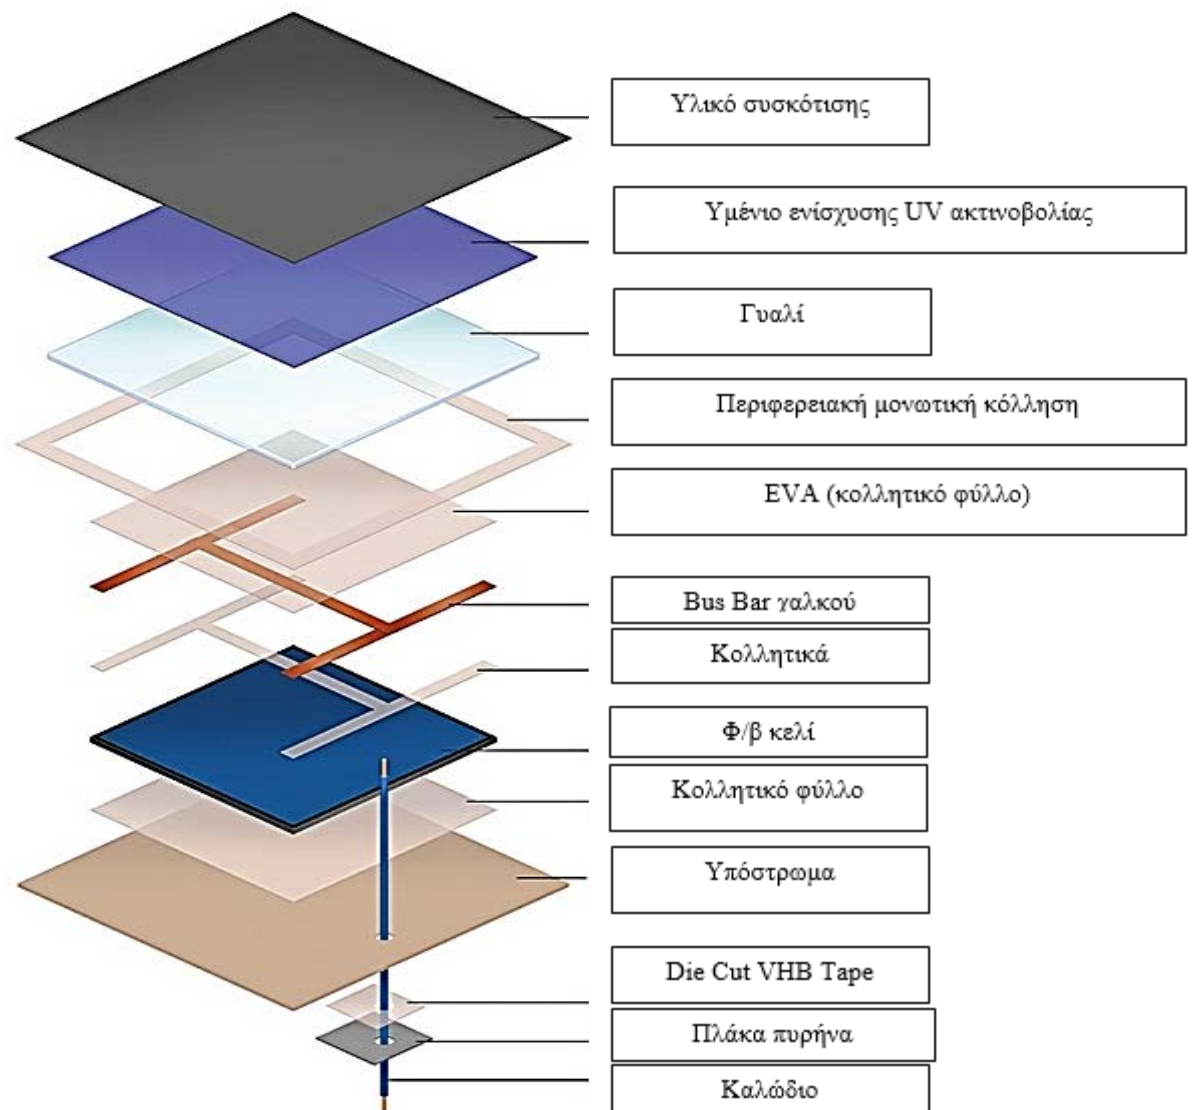 Υλικό συσκότισης
Υμένιο ενίσχυσης UV ακτινοβολίας
Γυαλί
Περιφερειακή μονωτική κόλληση
EVA (κολλητικό φύλλο)
Bus Bar γαλκού
Κολλητικά
Φ/β κελί
Κολλητικό φύλλο
Υπόστρωμα
Die Cut VHB Tape
Πλάκα πυρήνα
Καλώδιο